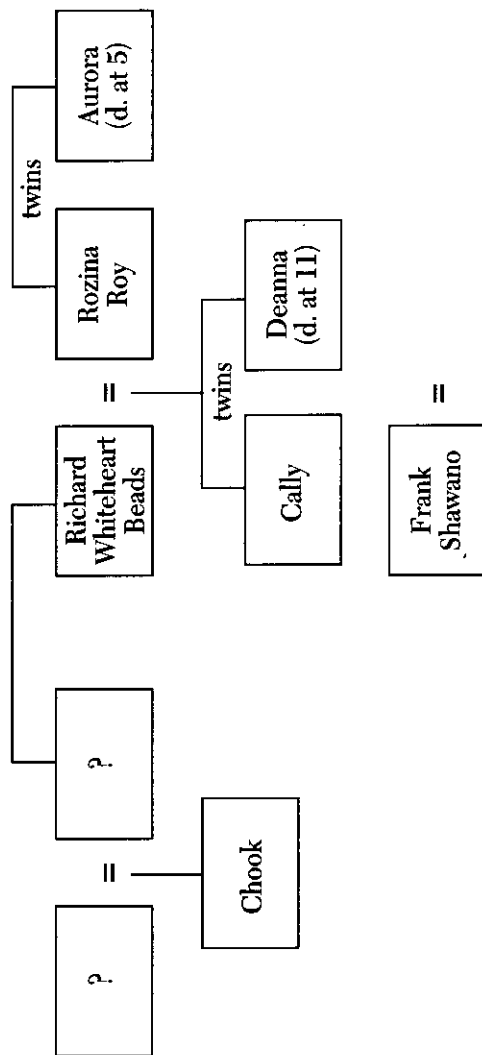 twins
?
=
?
Richard
Whiteheart
Beads
=
Rozina
Roy
Aurora
(d. at 5)
Chook
twins
Cally
Deanna
(d. at 11)
Frank
Shawano
=